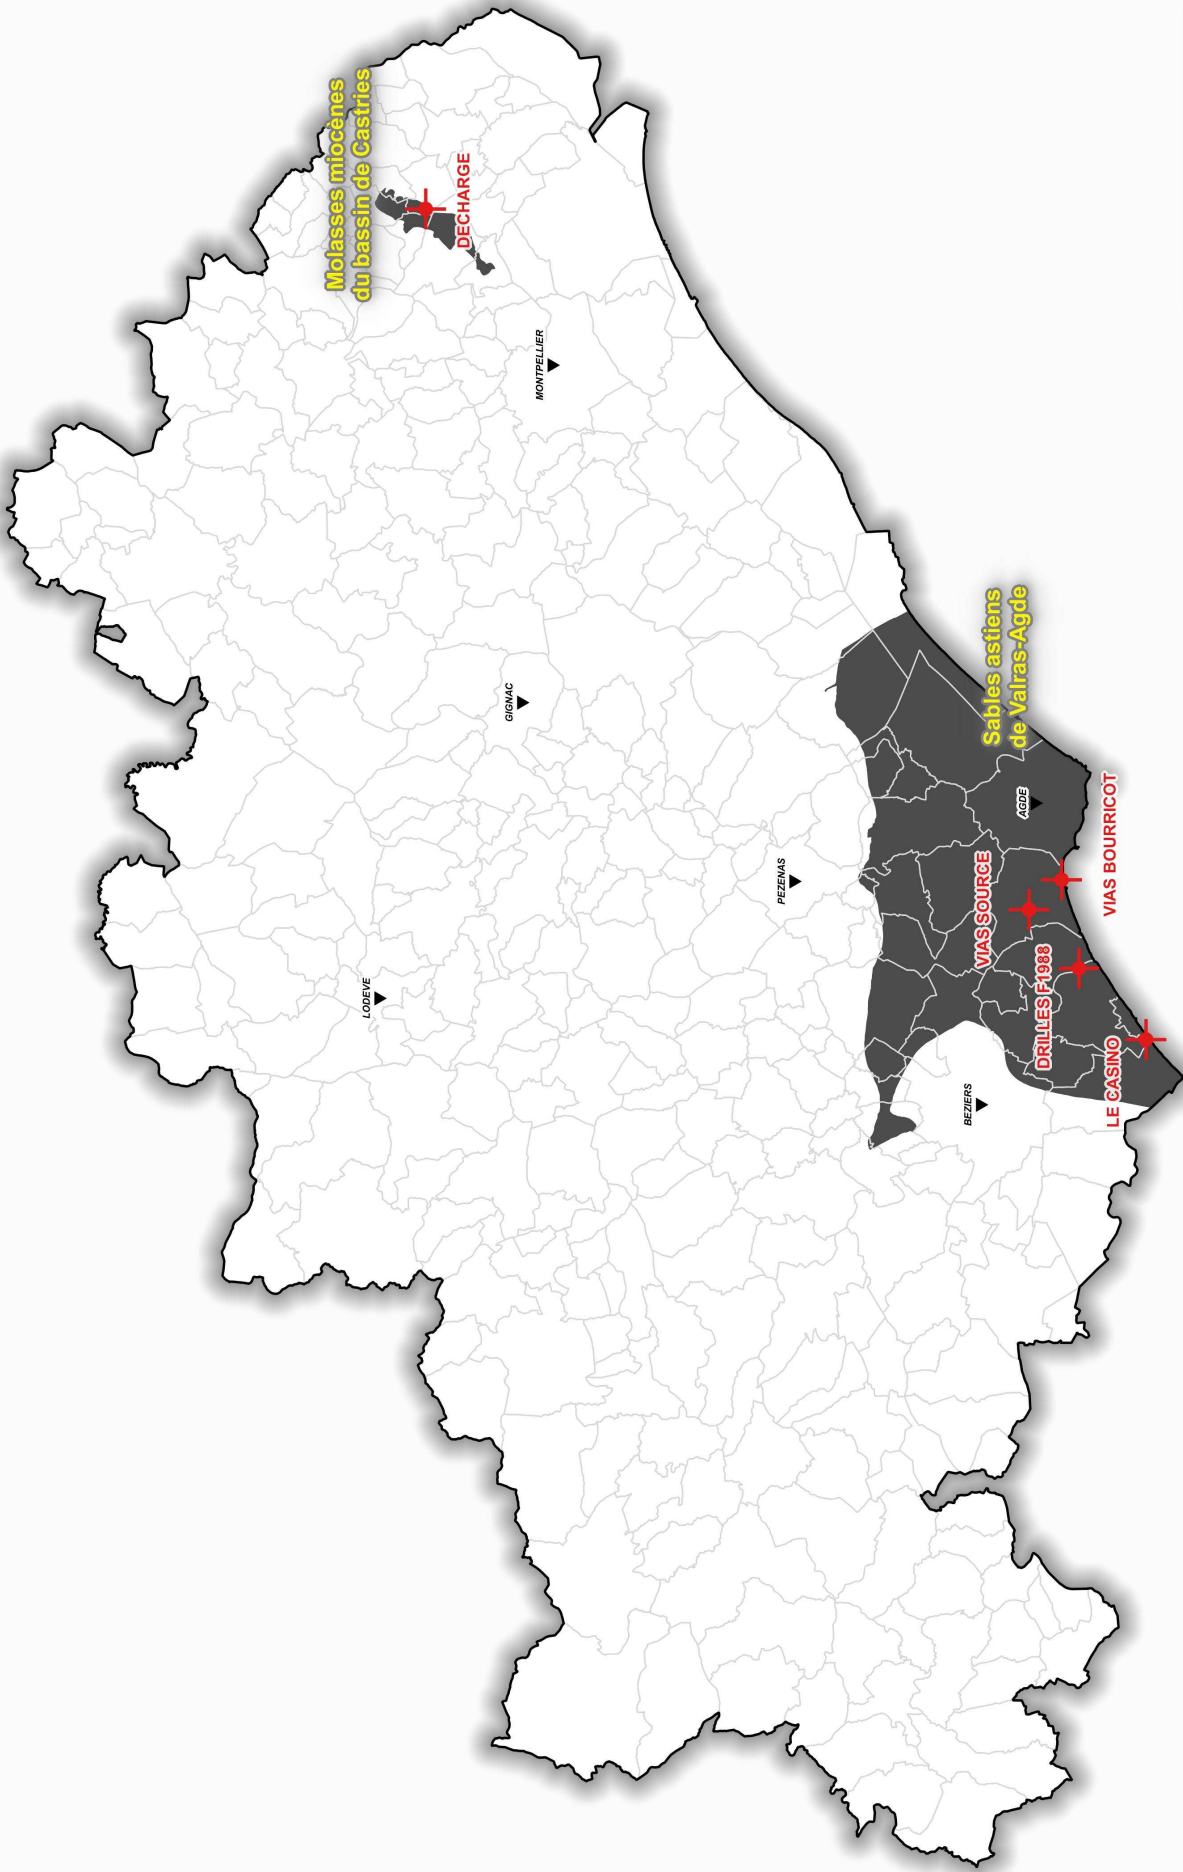 Molasses miocènes
du bassin de Castries
DECHARGE
MONTPELLIER
GIGNAC
LODEVE
PEZENAS
Sables astiens
de Valras-Agde
AGDE
VIAS SOURCE
VIAS BOURRICOT
DRILLES F1988
BEZIERS
LE CASINO